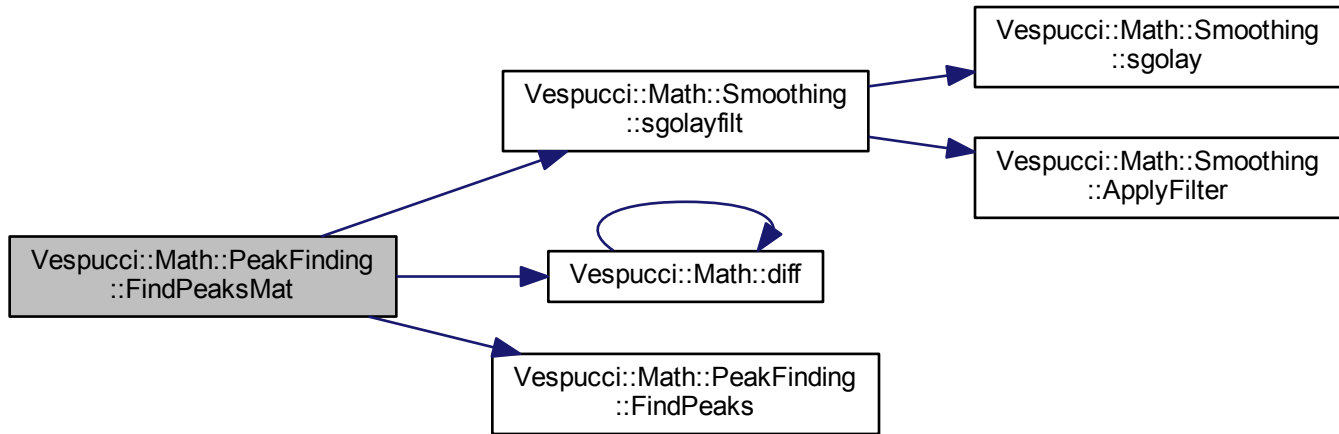 Vespucci::Math::PeakFinding
::FindPeaksMat
Vespucci::Math::Smoothing
::sgolayfilt
Vespucci::Math::Smoothing
::sgolay
Vespucci::Math::Smoothing
::ApplyFilter
Vespucci::Math::diff
Vespucci::Math::PeakFinding
::FindPeaks